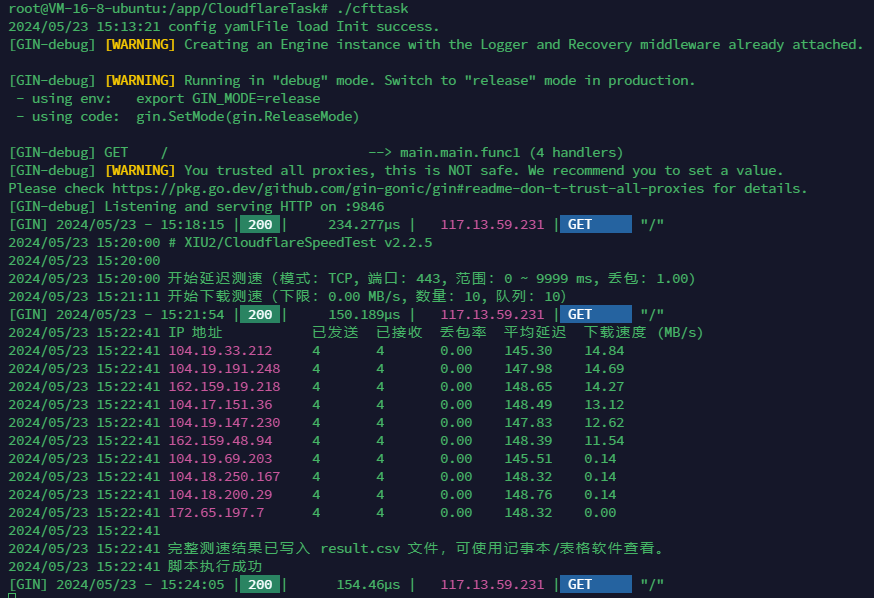 root@VM-16-8-ubuntu:/app/CloudflareTask# ./cfttask
2024/05/23 15:13:21 config yamlFile load Init success.
[GIN-debug] [WARNING] Creating an Engine instance with the Logger and Recovery middleware already attached.
[GIN-debug] [WARNING] Running in "debug" mode. Switch to "release" mode in production.
- using env:   export GIN_MODE=release
- using code:  gin.SetMode(gin.ReleaseMode)
[GIN-debug] GET    /                         --> main.main.func1 (4 handlers)
[GIN-debug] [WARNING] You trusted all proxies, this is NOT safe. We recommend you to set a value.
Please check https://pkg.go.dev/github.com/gin-gonic/gin#readme-don-t-trust-all-proxies for details.
[GIN-debug] Listening and serving HTTP on :9846
[GIN] 2024/05/23 - 15:18:15 | 200 |     234.277µs |   117.13.59.231 | GET      "/"
2024/05/23 15:20:00 # XIU2/CloudflareSpeedTest v2.2.5
2024/05/23 15:20:00
2024/05/23 15:20:00 开始延迟测速（模式: TCP, 端口: 443, 范围: 0 ~ 9999 ms, 丢包: 1.00)
2024/05/23 15:21:11 开始下载测速（下限: 0.00 MB/s, 数量: 10, 队列: 10）
[GIN] 2024/05/23 - 15:21:54 | 200 |     150.189µs |   117.13.59.231 | GET      "/"
2024/05/23 15:22:41 IP 地址           已发送  已接收  丢包率  平均延迟  下载速度 (MB/s)
2024/05/23 15:22:41 104.19.33.212     4       4       0.00    145.30    14.84
2024/05/23 15:22:41 104.19.191.248    4       4       0.00    147.98    14.69
2024/05/23 15:22:41 162.159.19.218    4       4       0.00    148.65    14.27
2024/05/23 15:22:41 104.17.151.36     4       4       0.00    148.49    13.12
2024/05/23 15:22:41 104.19.147.230    4       4       0.00    147.83    12.62
2024/05/23 15:22:41 162.159.48.94     4       4       0.00    148.39    11.54
2024/05/23 15:22:41 104.19.69.203     4       4       0.00    145.51    0.14
2024/05/23 15:22:41 104.18.250.167    4       4       0.00    148.32    0.14
2024/05/23 15:22:41 104.18.200.29     4       4       0.00    148.76    0.14
2024/05/23 15:22:41 172.65.197.7      4       4       0.00    148.32    0.00
2024/05/23 15:22:41
2024/05/23 15:22:41 完整测速结果已写入 result.csv 文件，可使用记事本/表格软件查看。
2024/05/23 15:22:41 脚本执行成功
[GIN] 2024/05/23 - 15:24:05 | 200 |      154.46µs |   117.13.59.231 | GET      "/"